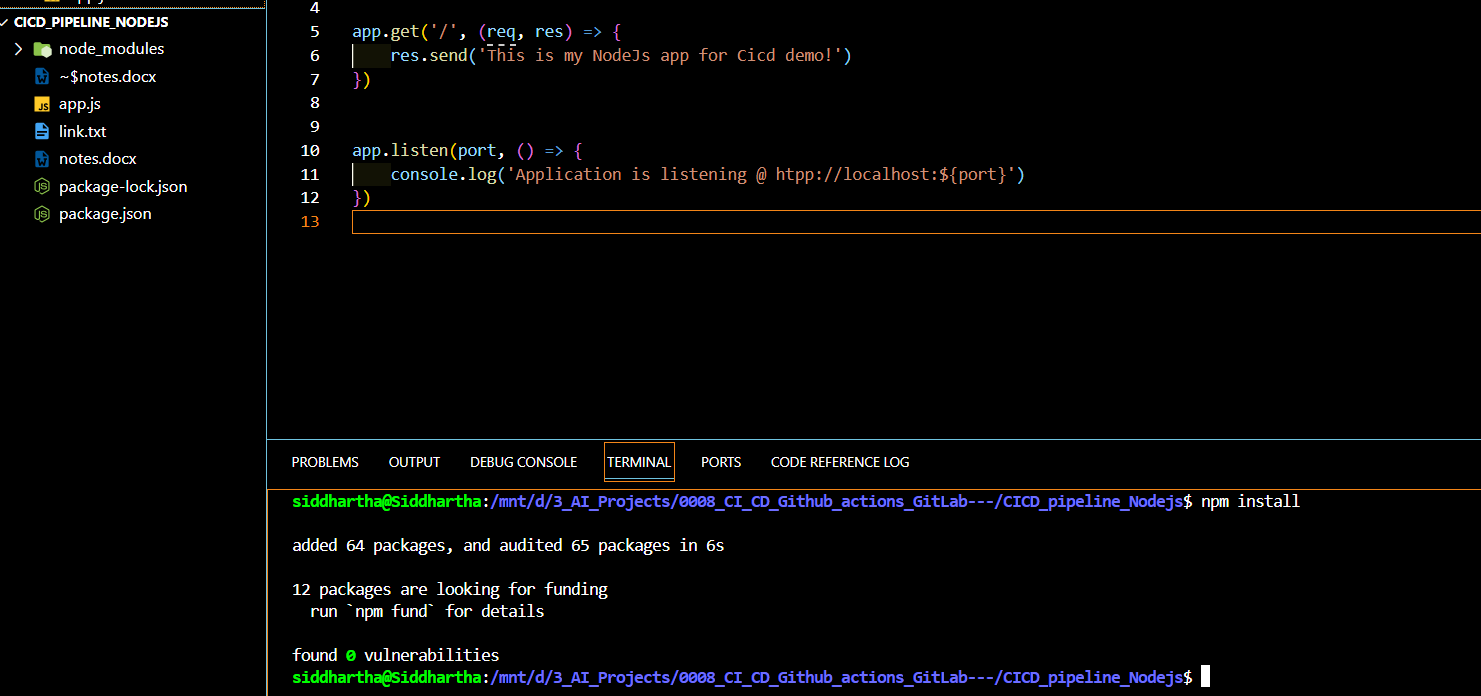 CICD_PIPELINE_NODEJS
node_modules
~$notes.docx
app.js
link.txt
notes.docx
package-lock.json
package.json
4
5 app.get('/', (req, res) => {
6 res.send('This is my NodeJs app for Cicd demo!')
7 })
8
9
10 app.listen(port, () => {
11 console.log('Application is listening @ htpp://localhost:${port}')
12 })
13
PROBLEMS OUTPUT DEBUG CONSOLE TERMINAL PORTS CODE REFERENCE LOG
siddhartha@Siddhartha:/mnt/d/3_AI_Projects/0008_CI_CD_Github_actions_GitLab---/CICD_pipeline_Nodejs$ npm install
added 64 packages, and audited 65 packages in 6s
12 packages are looking for funding
run `npm fund` for details
found 0 vulnerabilities
siddhartha@Siddhartha:/mnt/d/3_AI_Projects/0008_CI_CD_Github_actions_GitLab---/CICD_pipeline_Nodejs$